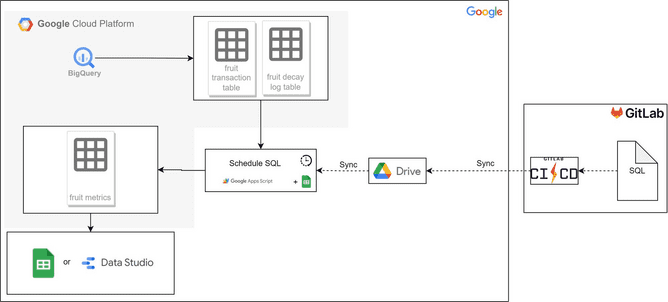 Google
Google Cloud Platform
BigQuery
fruit
transaction
table
fruit decay
log table
GitLab
fruit metrics
Schedule SQL
Google Apps Script
+
Sync
Drive
Sync
GITLAB
CI/CD
SQL
or
Data Studio